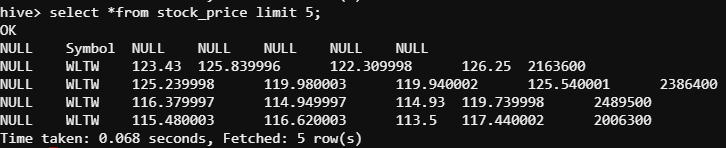 hive> select *from stock_price limit 5;
OK
NULL Symbol NULL NULL NULL NULL NULL
NULL WLTW 123.43 125.839996 122.309998 126.25 2163600
NULL WLTW 125.239998 119.980003 119.940002 125.540001 2386400
NULL WLTW 116.379997 114.949997 114.93 119.739998 2489500
NULL WLTW 115.480003 116.620003 113.5 117.440002 2006300
Time taken: 0.068 seconds, Fetched: 5 row(s)